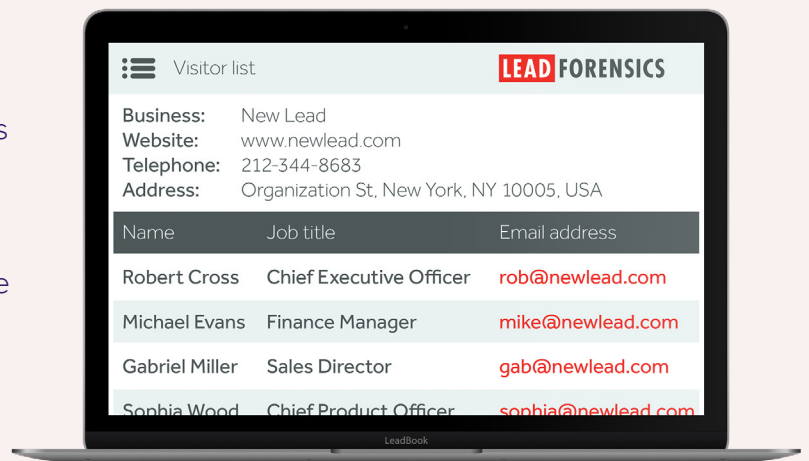 Visitor list
LEAD FORENSICS
Business: New Lead
Website: www.newlead.com
Telephone: 212-344-8683
Address: Organization St, New York, NY 10005, USA
Name Job title Email address
Robert Cross Chief Executive Officer rob@newlead.com
Michael Evans Finance Manager mike@newlead.com
Gabriel Miller Sales Director gab@newlead.com
Sophia Wood Chief Product Officer sophia@newlead.com
LeadBook